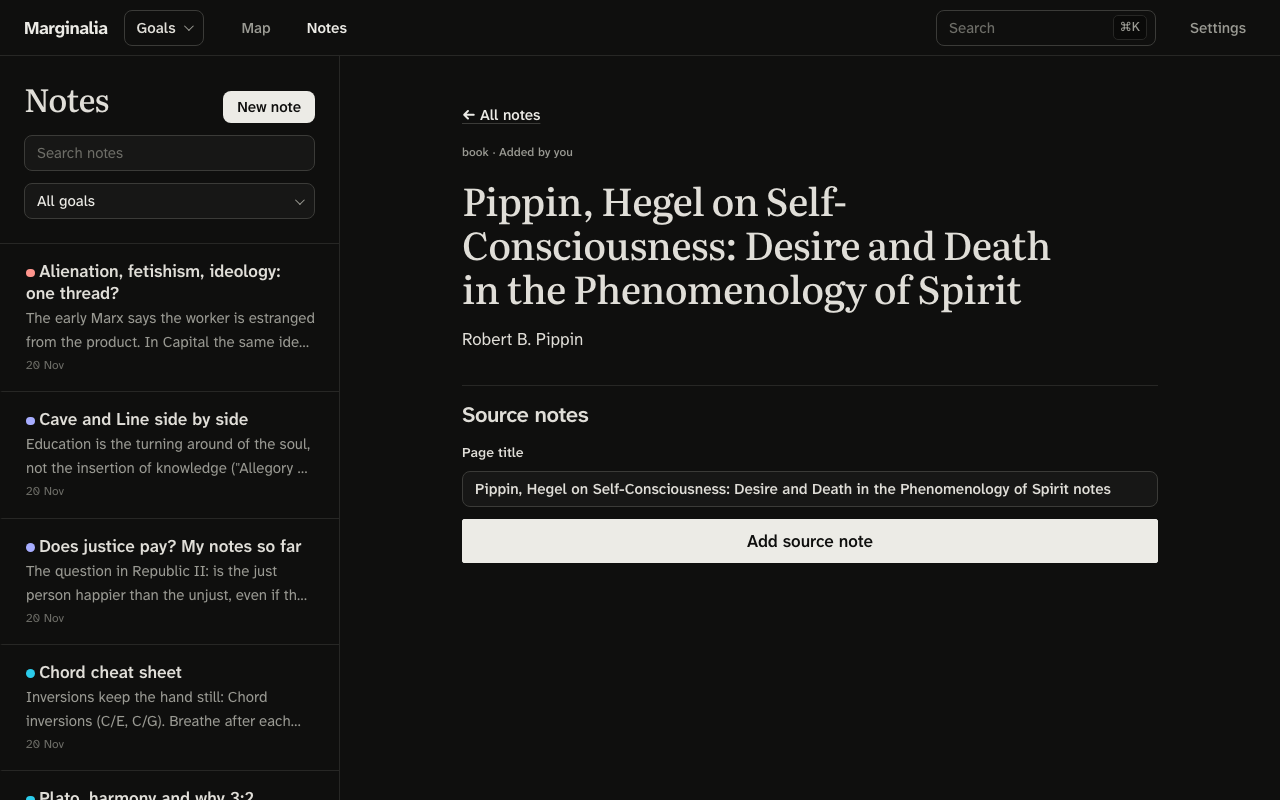 Marginalia
Goals
Map
Notes
Search
⌘K
Settings
Notes
New note
Search notes
All goals
Alienation, fetishism, ideology:
one thread?
The early Marx says the worker is estranged
from the product. In Capital the same ide...
20 Nov
Cave and Line side by side
Education is the turning around of the soul,
not the insertion of knowledge ("Allegory ...
20 Nov
Does justice pay? My notes so far
The question in Republic II: is the just
person happier than the unjust, even if th...
20 Nov
Chord cheat sheet
Inversions keep the hand still: Chord
inversions (C/E, C/G). Breathe after each...
20 Nov
Plato, harmony and why 3:2
← All notes
book · Added by you
Pippin, Hegel on Self-
Consciousness: Desire and Death
in the Phenomenology of Spirit
Robert B. Pippin
Source notes
Page title
Pippin, Hegel on Self-Consciousness: Desire and Death in the Phenomenology of Spirit notes
Add source note